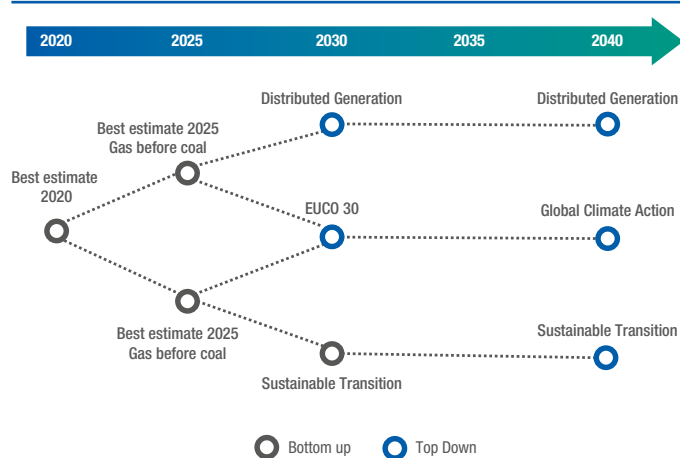 2020 2025 2030 2035 2040
Distributed Generation
Distributed Generation
Best estimate 2025
Gas before coal
Best estimate
2020
EUCO 30
Global Climate Action
Best estimate 2025
Gas before coal
Sustainable Transition
Sustainable Transition
Bottom up
Top Down